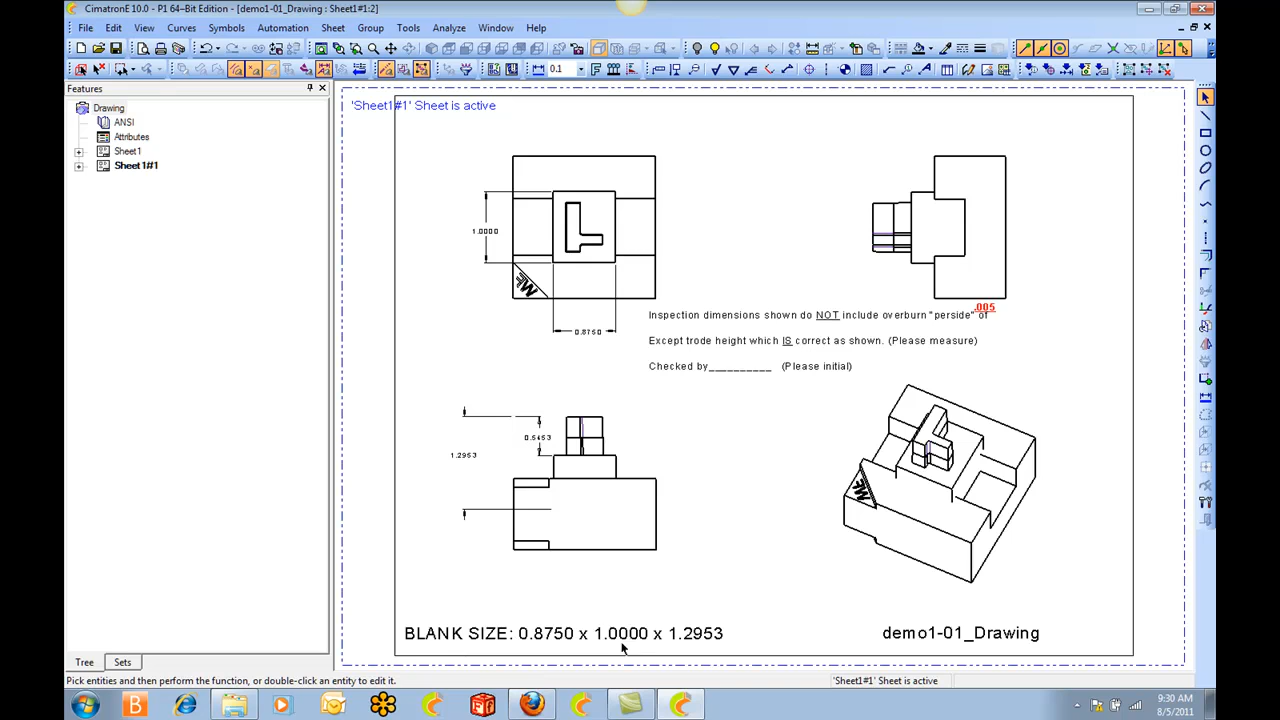 CimatronE 10.0 - P1 64-Bit Edition - [demo1-01_Drawing : Sheet1#1:2]
File Edit View Curves Symbols Automation Sheet Group Tools Analyze Window Help
0.1
Features
Drawing
ANSI
Attributes
Sheet1
Sheet1#1
Tree Sets
'Sheet1#1' Sheet is active
1.0000
ME
0.8750
.005
Inspection dimensions shown do NOT include overburn "perside" of
Except trode height which IS correct as shown. (Please measure)
Checked by__________ (Please initial)
0.5453
1.2953
ME
BLANK SIZE: 0.8750 x 1.0000 x 1.2953
demo1-01_Drawing
Pick entities and then perform the function, or double-click an entity to edit it.
'Sheet1#1' Sheet is active
9:30 AM
8/5/2011